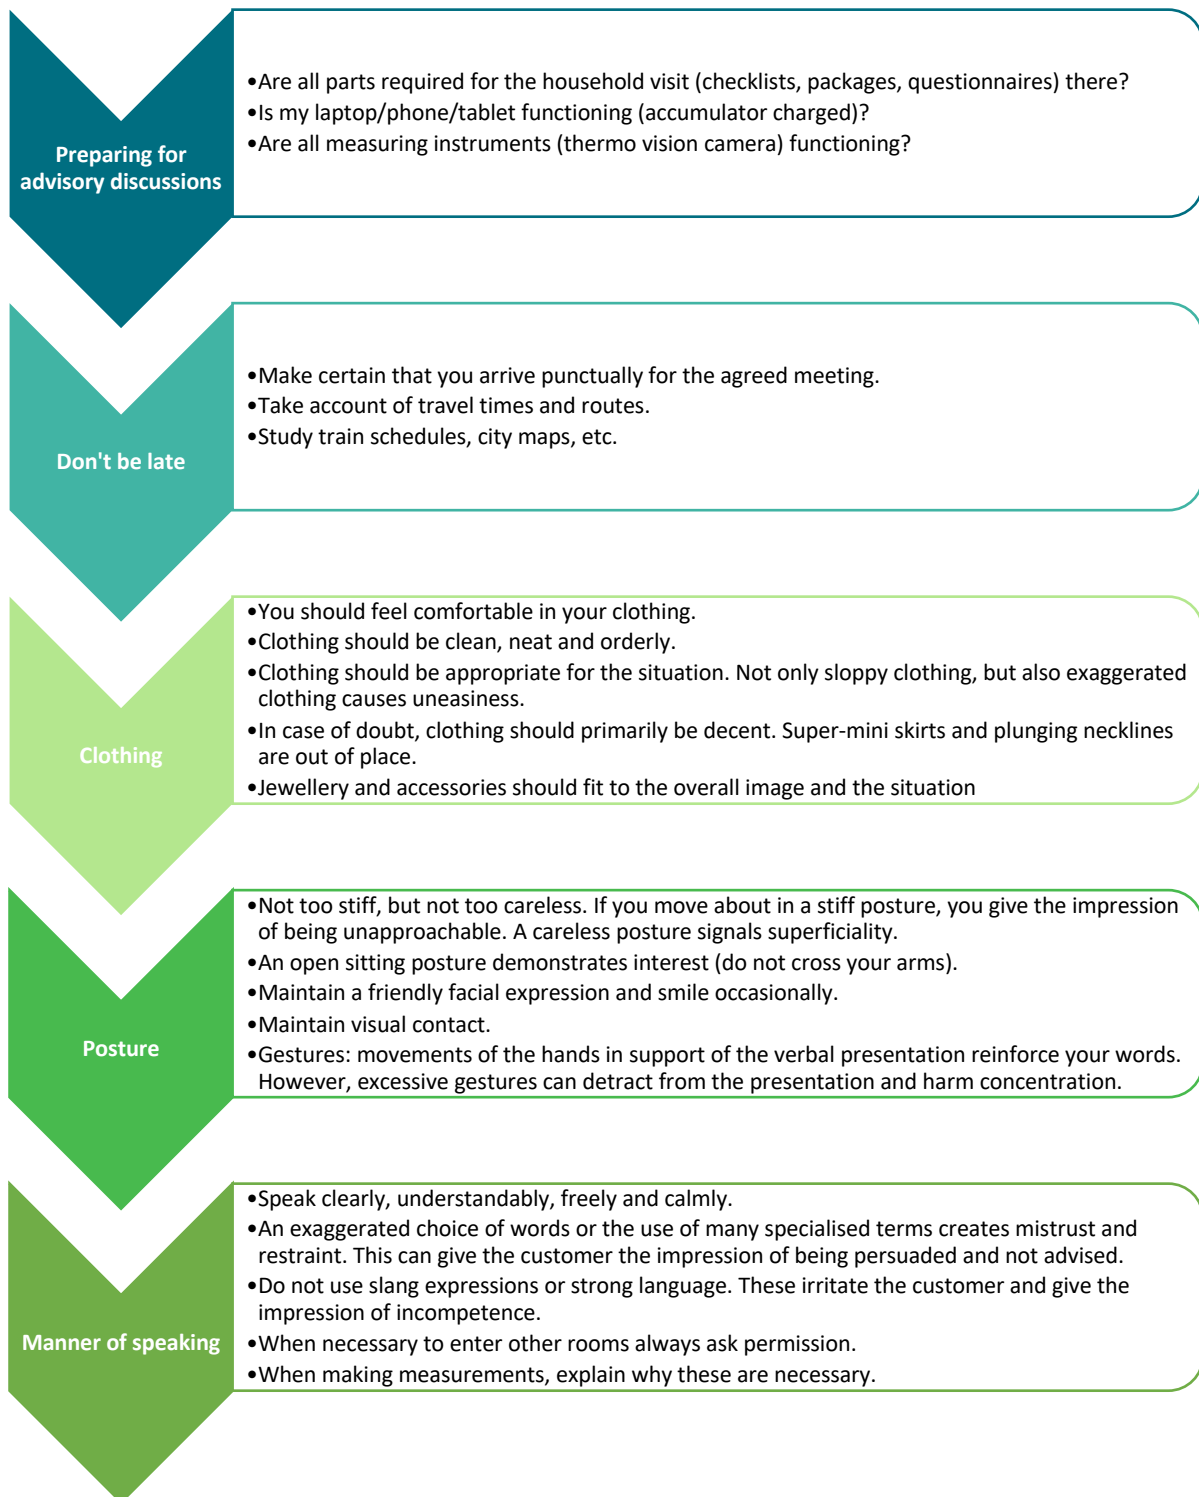 Preparing for
advisory discussions
•Are all parts required for the household visit (checklists, packages, questionnaires) there?
•Is my laptop/phone/tablet functioning (accumulator charged)?
•Are all measuring instruments (thermo vision camera) functioning?
Don't be late
•Make certain that you arrive punctually for the agreed meeting.
•Take account of travel times and routes.
•Study train schedules, city maps, etc.
Clothing
•You should feel comfortable in your clothing.
•Clothing should be clean, neat and orderly.
•Clothing should be appropriate for the situation. Not only sloppy clothing, but also exaggerated
clothing causes uneasiness.
•In case of doubt, clothing should primarily be decent. Super-mini skirts and plunging necklines
are out of place.
•Jewellery and accessories should fit to the overall image and the situation
Posture
•Not too stiff, but not too careless. If you move about in a stiff posture, you give the impression
of being unapproachable. A careless posture signals superficiality.
•An open sitting posture demonstrates interest (do not cross your arms).
•Maintain a friendly facial expression and smile occasionally.
•Maintain visual contact.
•Gestures: movements of the hands in support of the verbal presentation reinforce your words.
However, excessive gestures can detract from the presentation and harm concentration.
Manner of speaking
•Speak clearly, understandably, freely and calmly.
•An exaggerated choice of words or the use of many specialised terms creates mistrust and
restraint. This can give the customer the impression of being persuaded and not advised.
•Do not use slang expressions or strong language. These irritate the customer and give the
impression of incompetence.
•When necessary to enter other rooms always ask permission.
•When making measurements, explain why these are necessary.